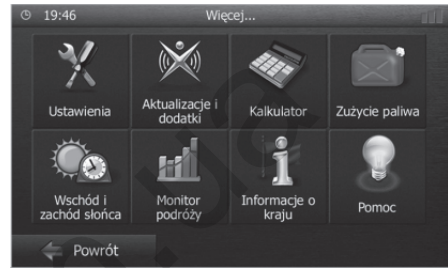 19:46 Więcej...
Ustawienia
Aktualizacje i
dodatki
Kalkulator
Zużycie paliwa
Wschód i
zachód słońca
Monitor
podróży
Informacje o
kraju
Pomoc
Powrót